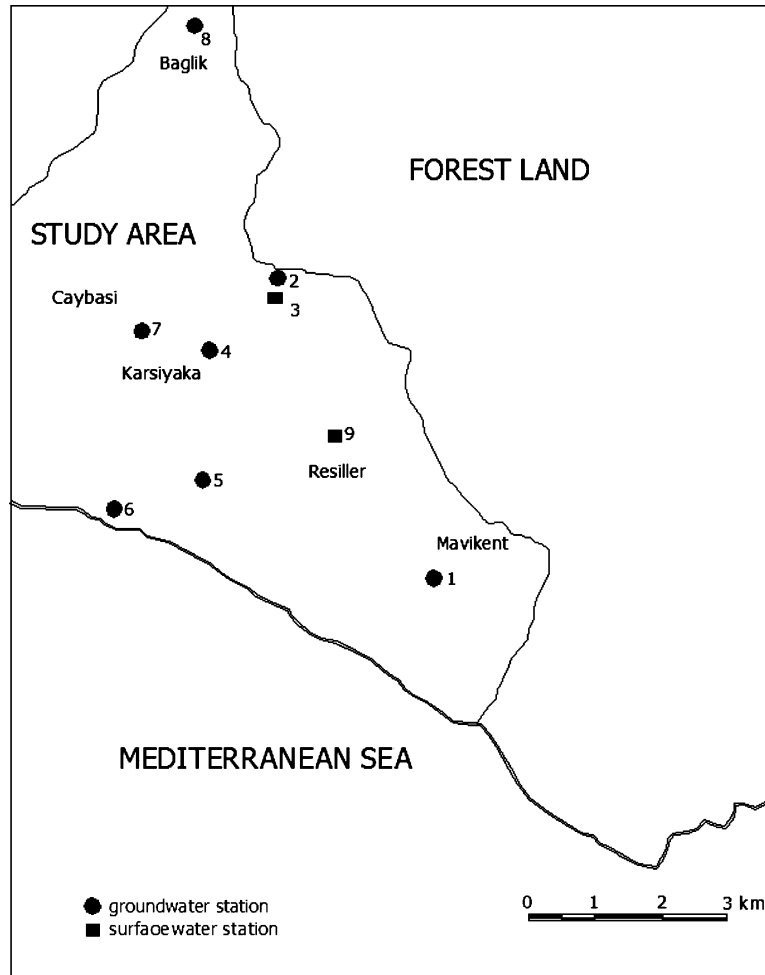 8
Baglik
FOREST LAND
STUDY AREA
2
Caybasi
3
7
4
Karsiyaka
9
Resiller
5
6
Mavikent
1
MEDITERRANEAN SEA
groundwater station
surfaoewater station
0 1 2 3 km